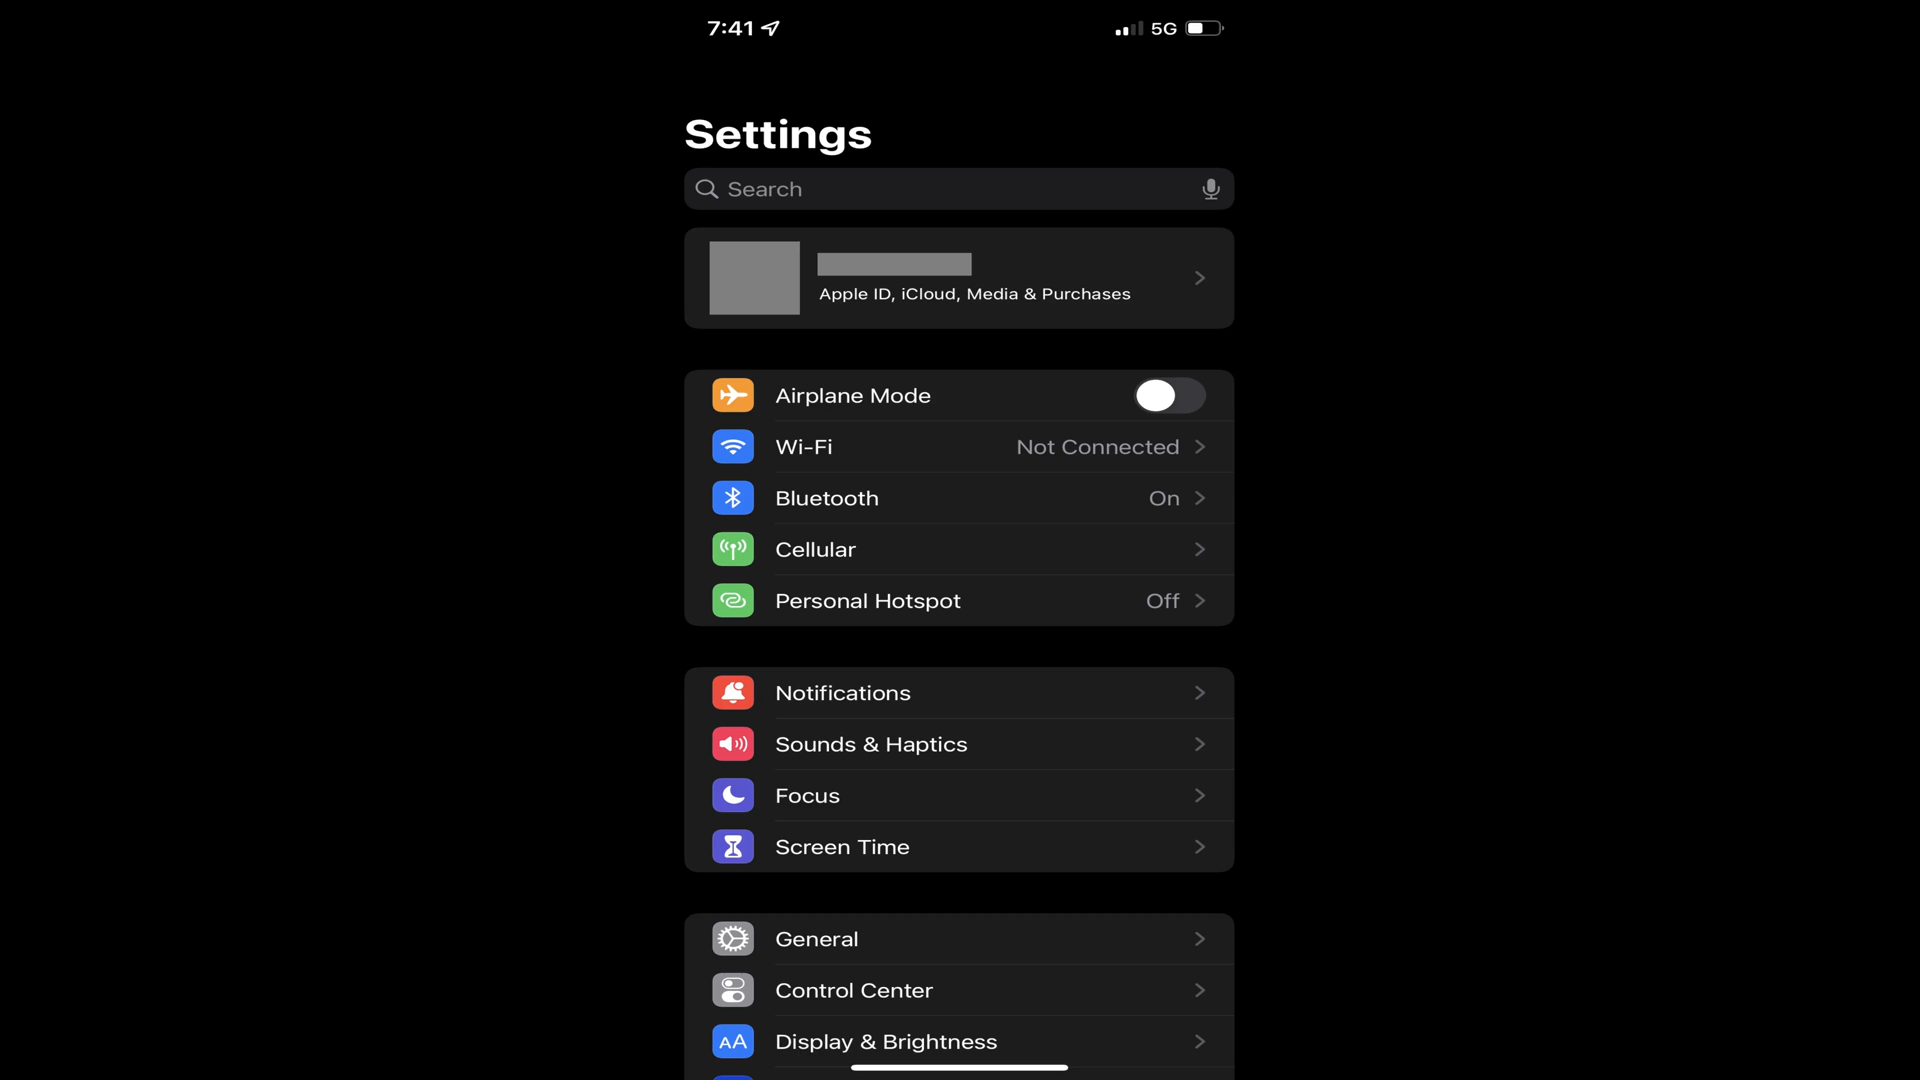 7:41
5G
Settings
Search
Apple ID, iCloud, Media & Purchases
Airplane Mode
Wi-Fi Not Connected
Bluetooth On
Cellular
Personal Hotspot Off
Notifications
Sounds & Haptics
Focus
Screen Time
General
Control Center
AA Display & Brightness